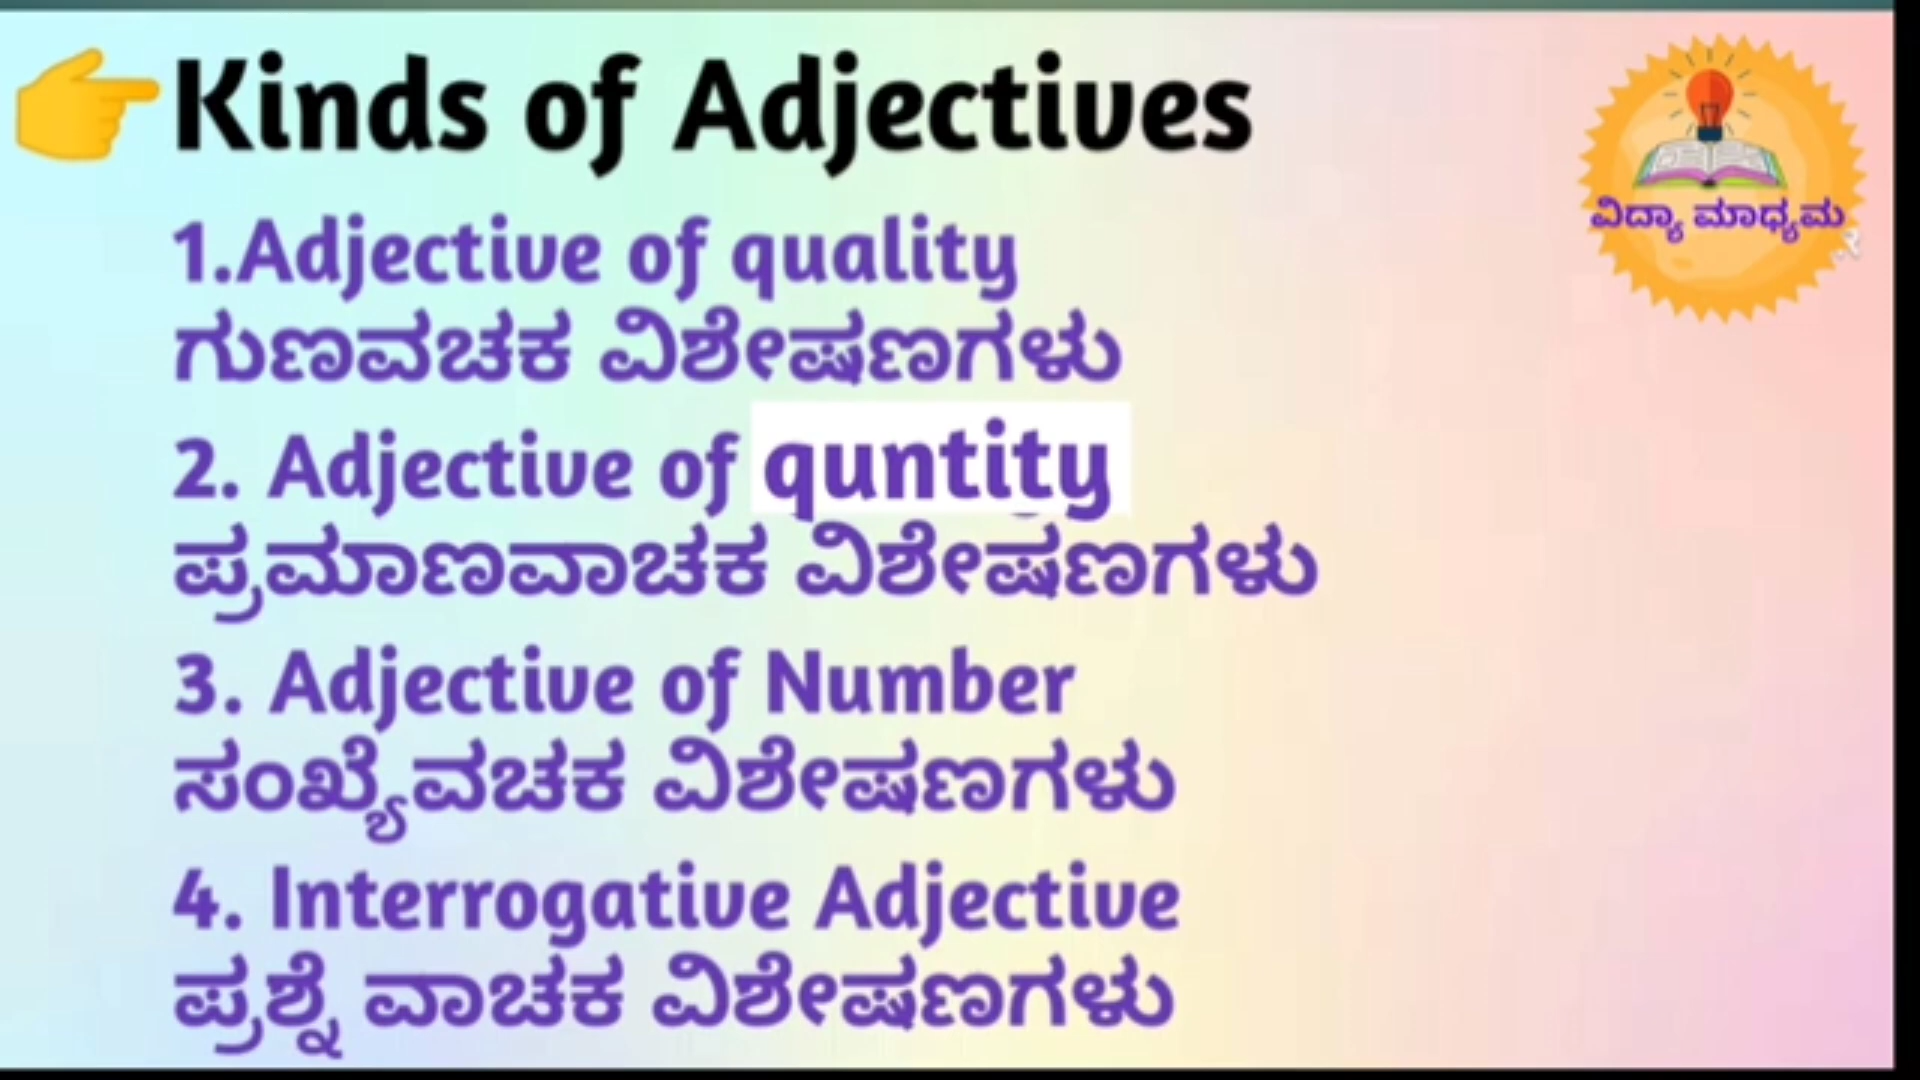 Kinds of Adjectives
ವಿದ್ಯಾ ಮಾಧ್ಯಮ
1.Adjective of quality
ಗುಣವಚಕ ವಿಶೇಷಣಗಳು
2. Adjective of quntity
ಪ್ರಮಾಣವಾಚಕ ವಿಶೇಷಣಗಳು
3. Adjective of Number
ಸಂಖ್ಯೆವಚಕ ವಿಶೇಷಣಗಳು
4. Interrogative Adjective
ಪ್ರಶ್ನೆ ವಾಚಕ ವಿಶೇಷಣಗಳು